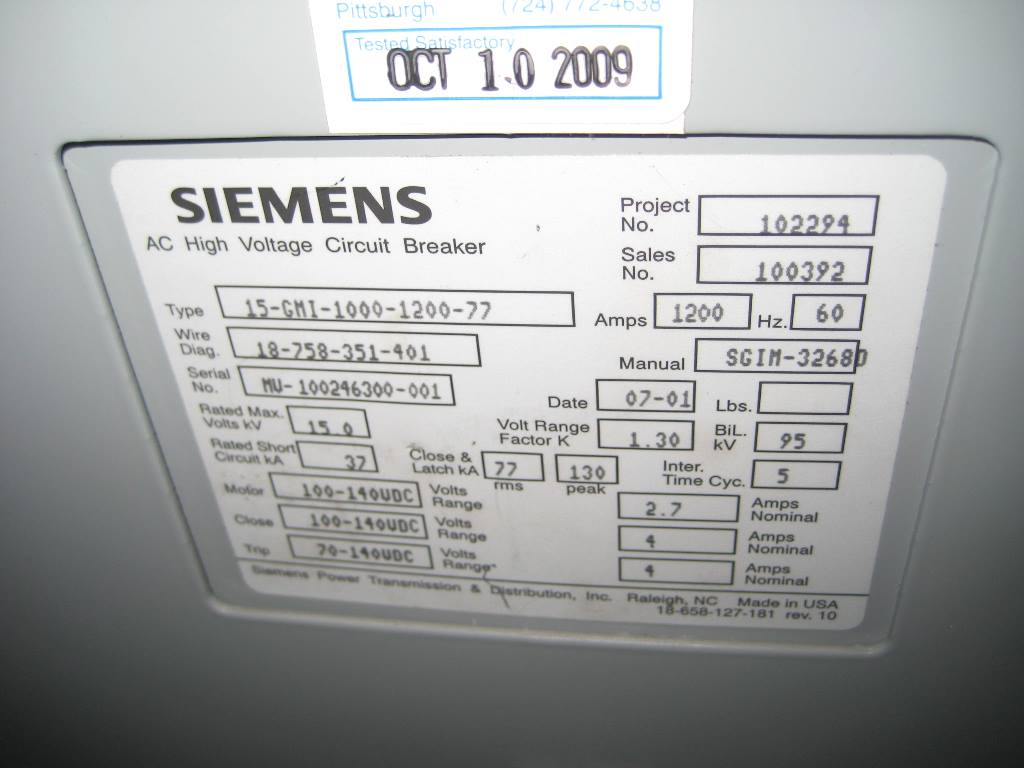 Pittsburgh (724) 772-4638
Tested Satisfactory
OCT 10 2009
SIEMENS
AC High Voltage Circuit Breaker
Project No. 102294
Sales No. 100392
Type 15-GMI-1000-1200-77
Amps 1200 Hz. 60
Wire Diag. 18-758-351-401
Manual SGIM-3268D
Serial No. MV-100246300-001
Date 07-01 Lbs.
Rated Max. Volts kV 15.0
Volt Range Factor K 1.30 BiL. kV 95
Rated Short Circuit kA 37
Close & Latch kA 77 rms 130 peak
Inter. Time Cyc. 5
Motor 100-140VDC Volts Range 2.7 Amps Nominal
Close 100-140VDC Volts Range 4 Amps Nominal
Trip 70-140VDC Volts Range 4 Amps Nominal
Siemens Power Transmission & Distribution, Inc. Raleigh, NC Made in USA
18-658-127-181 rev. 10